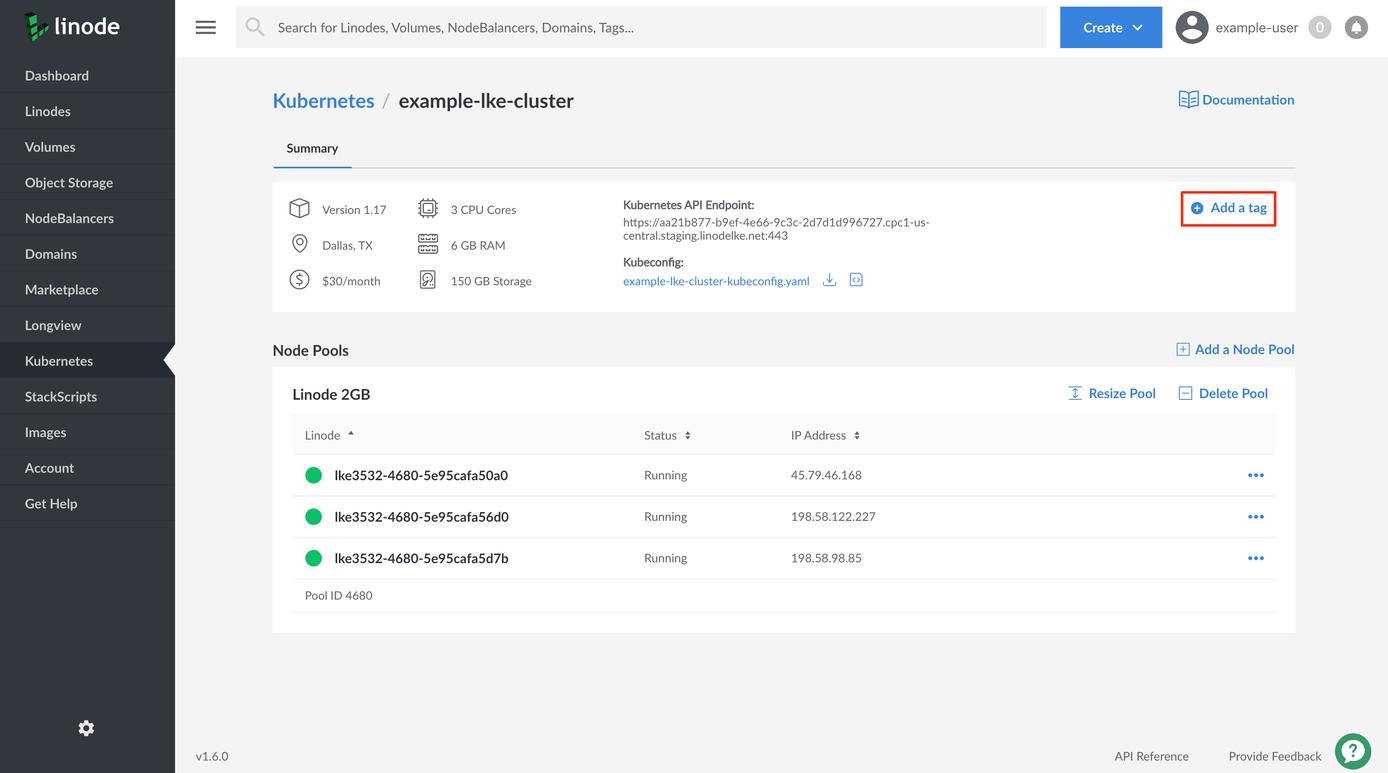 linode
Search for Linodes, Volumes, NodeBalancers, Domains, Tags...
Create
example-user
0
Dashboard
Linodes
Volumes
Object Storage
NodeBalancers
Domains
Marketplace
Longview
Kubernetes
StackScripts
Images
Account
Get Help
Kubernetes / example-lke-cluster
Documentation
Summary
Version 1.17
3 CPU Cores
Dallas, TX
6 GB RAM
$30/month
150 GB Storage
Kubernetes API Endpoint:
https://aa21b877-b9ef-4e66-9c3c-2d7d1d996727.cpc1-us-
central.staging.linodelke.net:443
Kubeconfig:
example-lke-cluster-kubeconfig.yaml
Add a tag
Node Pools
Add a Node Pool
Linode 2GB
Resize Pool
Delete Pool
Linode Status IP Address
lke3532-4680-5e95cafa50a0 Running 45.79.46.168
lke3532-4680-5e95cafa56d0 Running 198.58.122.227
lke3532-4680-5e95cafa5d7b Running 198.58.98.85
Pool ID 4680
v1.6.0
API Reference
Provide Feedback
?